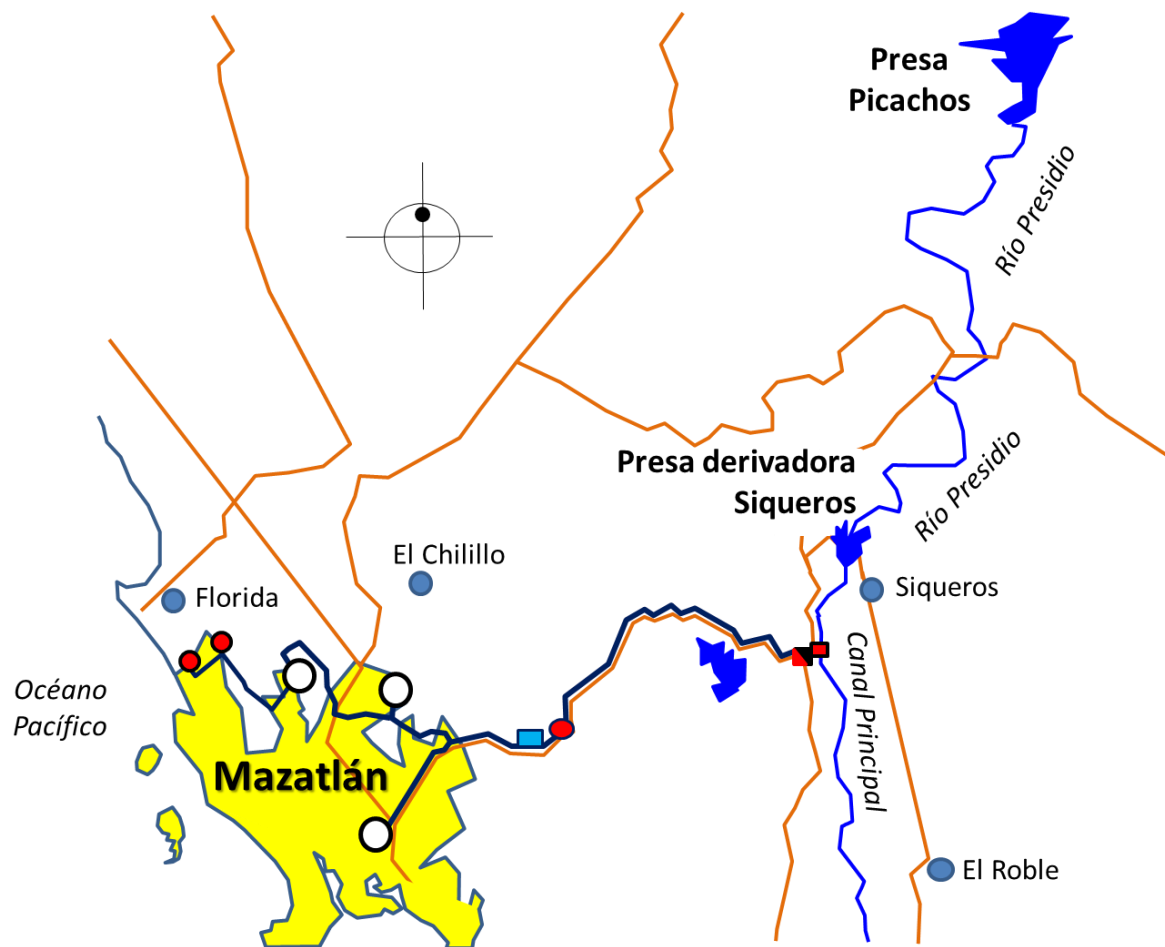 Presa
Picachos
Río Presidio
Río Presidio
Presa derivadora
Siqueros
El Chilillo
Siqueros
Florida
Canal Principal
Océano
Pacífico
Mazatlán
El Roble